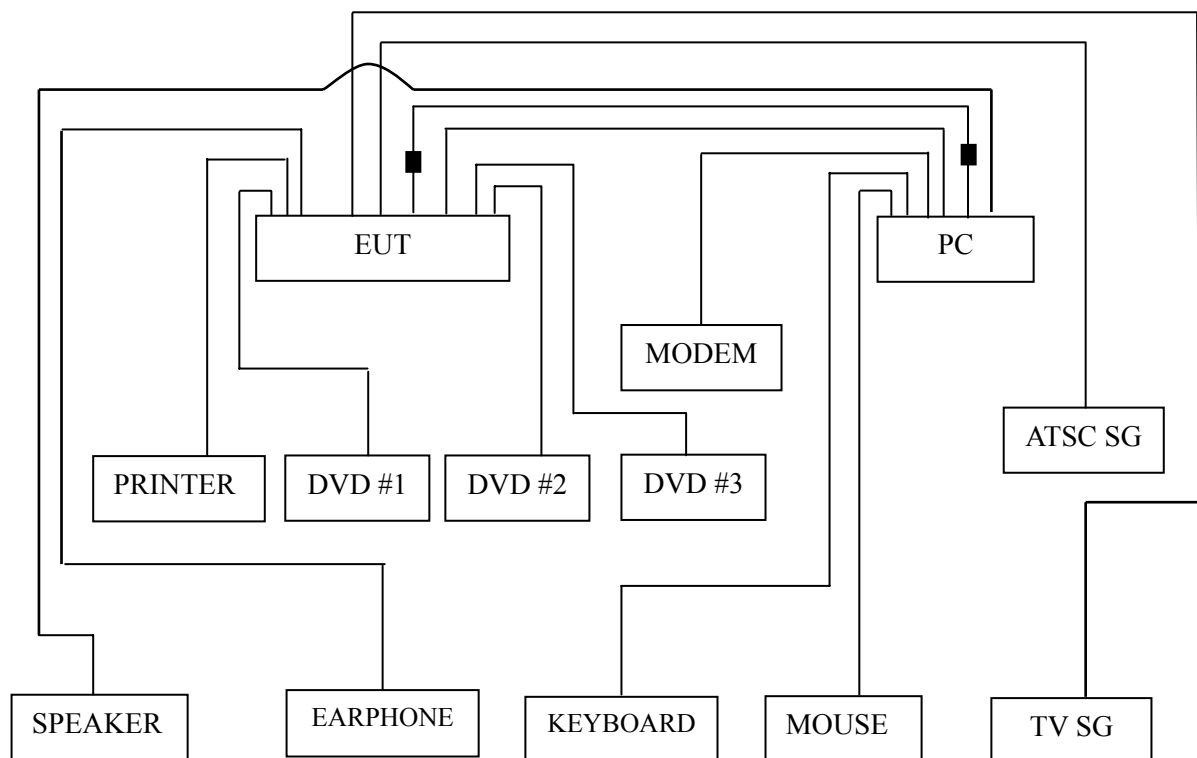 EUT
PC
MODEM
ATSC SG
PRINTER
DVD #1
DVD #2
DVD #3
SPEAKER
EARPHONE
KEYBOARD
MOUSE
TV SG